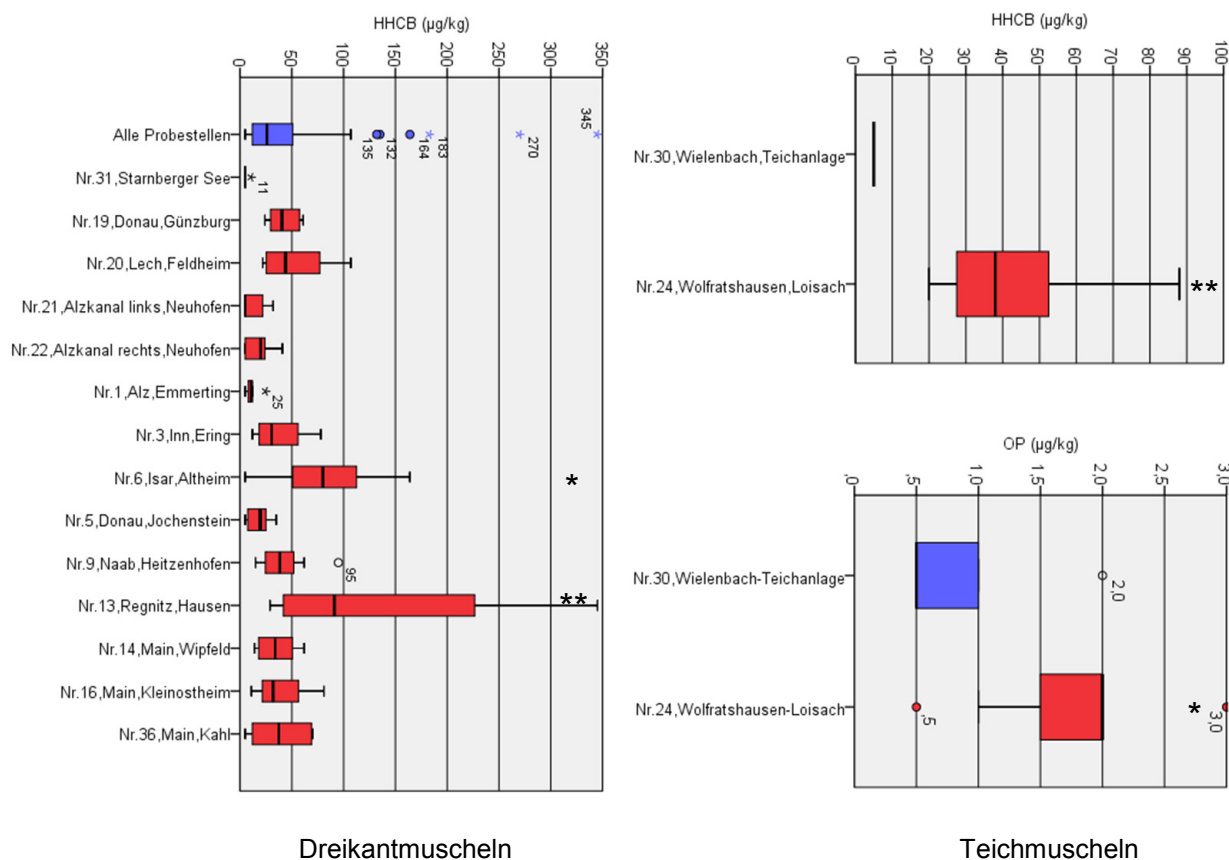 HHCB (µg/kg)
0 50 100 150 200 250 300 350
Alle Probestellen
135 132 164 183 270 345
Nr.31,Starnberger See
* 11
Nr.19,Donau,Günzburg
Nr.20,Lech,Feldheim
Nr.21,Alzkanal links,Neuhofen
Nr.22,Alzkanal rechts,Neuhofen
Nr.1,Alz,Emmerting
* 25
Nr.3,Inn,Ering
Nr.6,Isar,Altheim
*
Nr.5,Donau,Jochenstein
Nr.9,Naab,Heitzenhofen
95
Nr.13,Regnitz,Hausen
**
Nr.14,Main,Wipfeld
Nr.16,Main,Kleinostheim
Nr.36,Main,Kahl
Dreikantmuscheln
HHCB (µg/kg)
0 10 20 30 40 50 60 70 80 90 100
Nr.30,Wielenbach,Teichanlage
Nr.24,Wolfratshausen,Loisach
**
OP (µg/kg)
,0 ,5 1,0 1,5 2,0 2,5 3,0
Nr.30,Wielenbach-Teichanlage
2,0
Nr.24,Wolfratshausen-Loisach
,5 * 3,0
Teichmuscheln